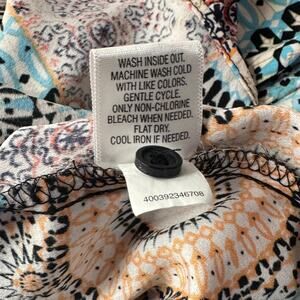 WASH INSIDE OUT.
MACHINE WASH COLD
WITH LIKE COLORS.
GENTLE CYCLE.
ONLY NON-CHLORINE
BLEACH WHEN NEEDED.
FLAT DRY.
COOL IRON IF NEEDED.
400392346708